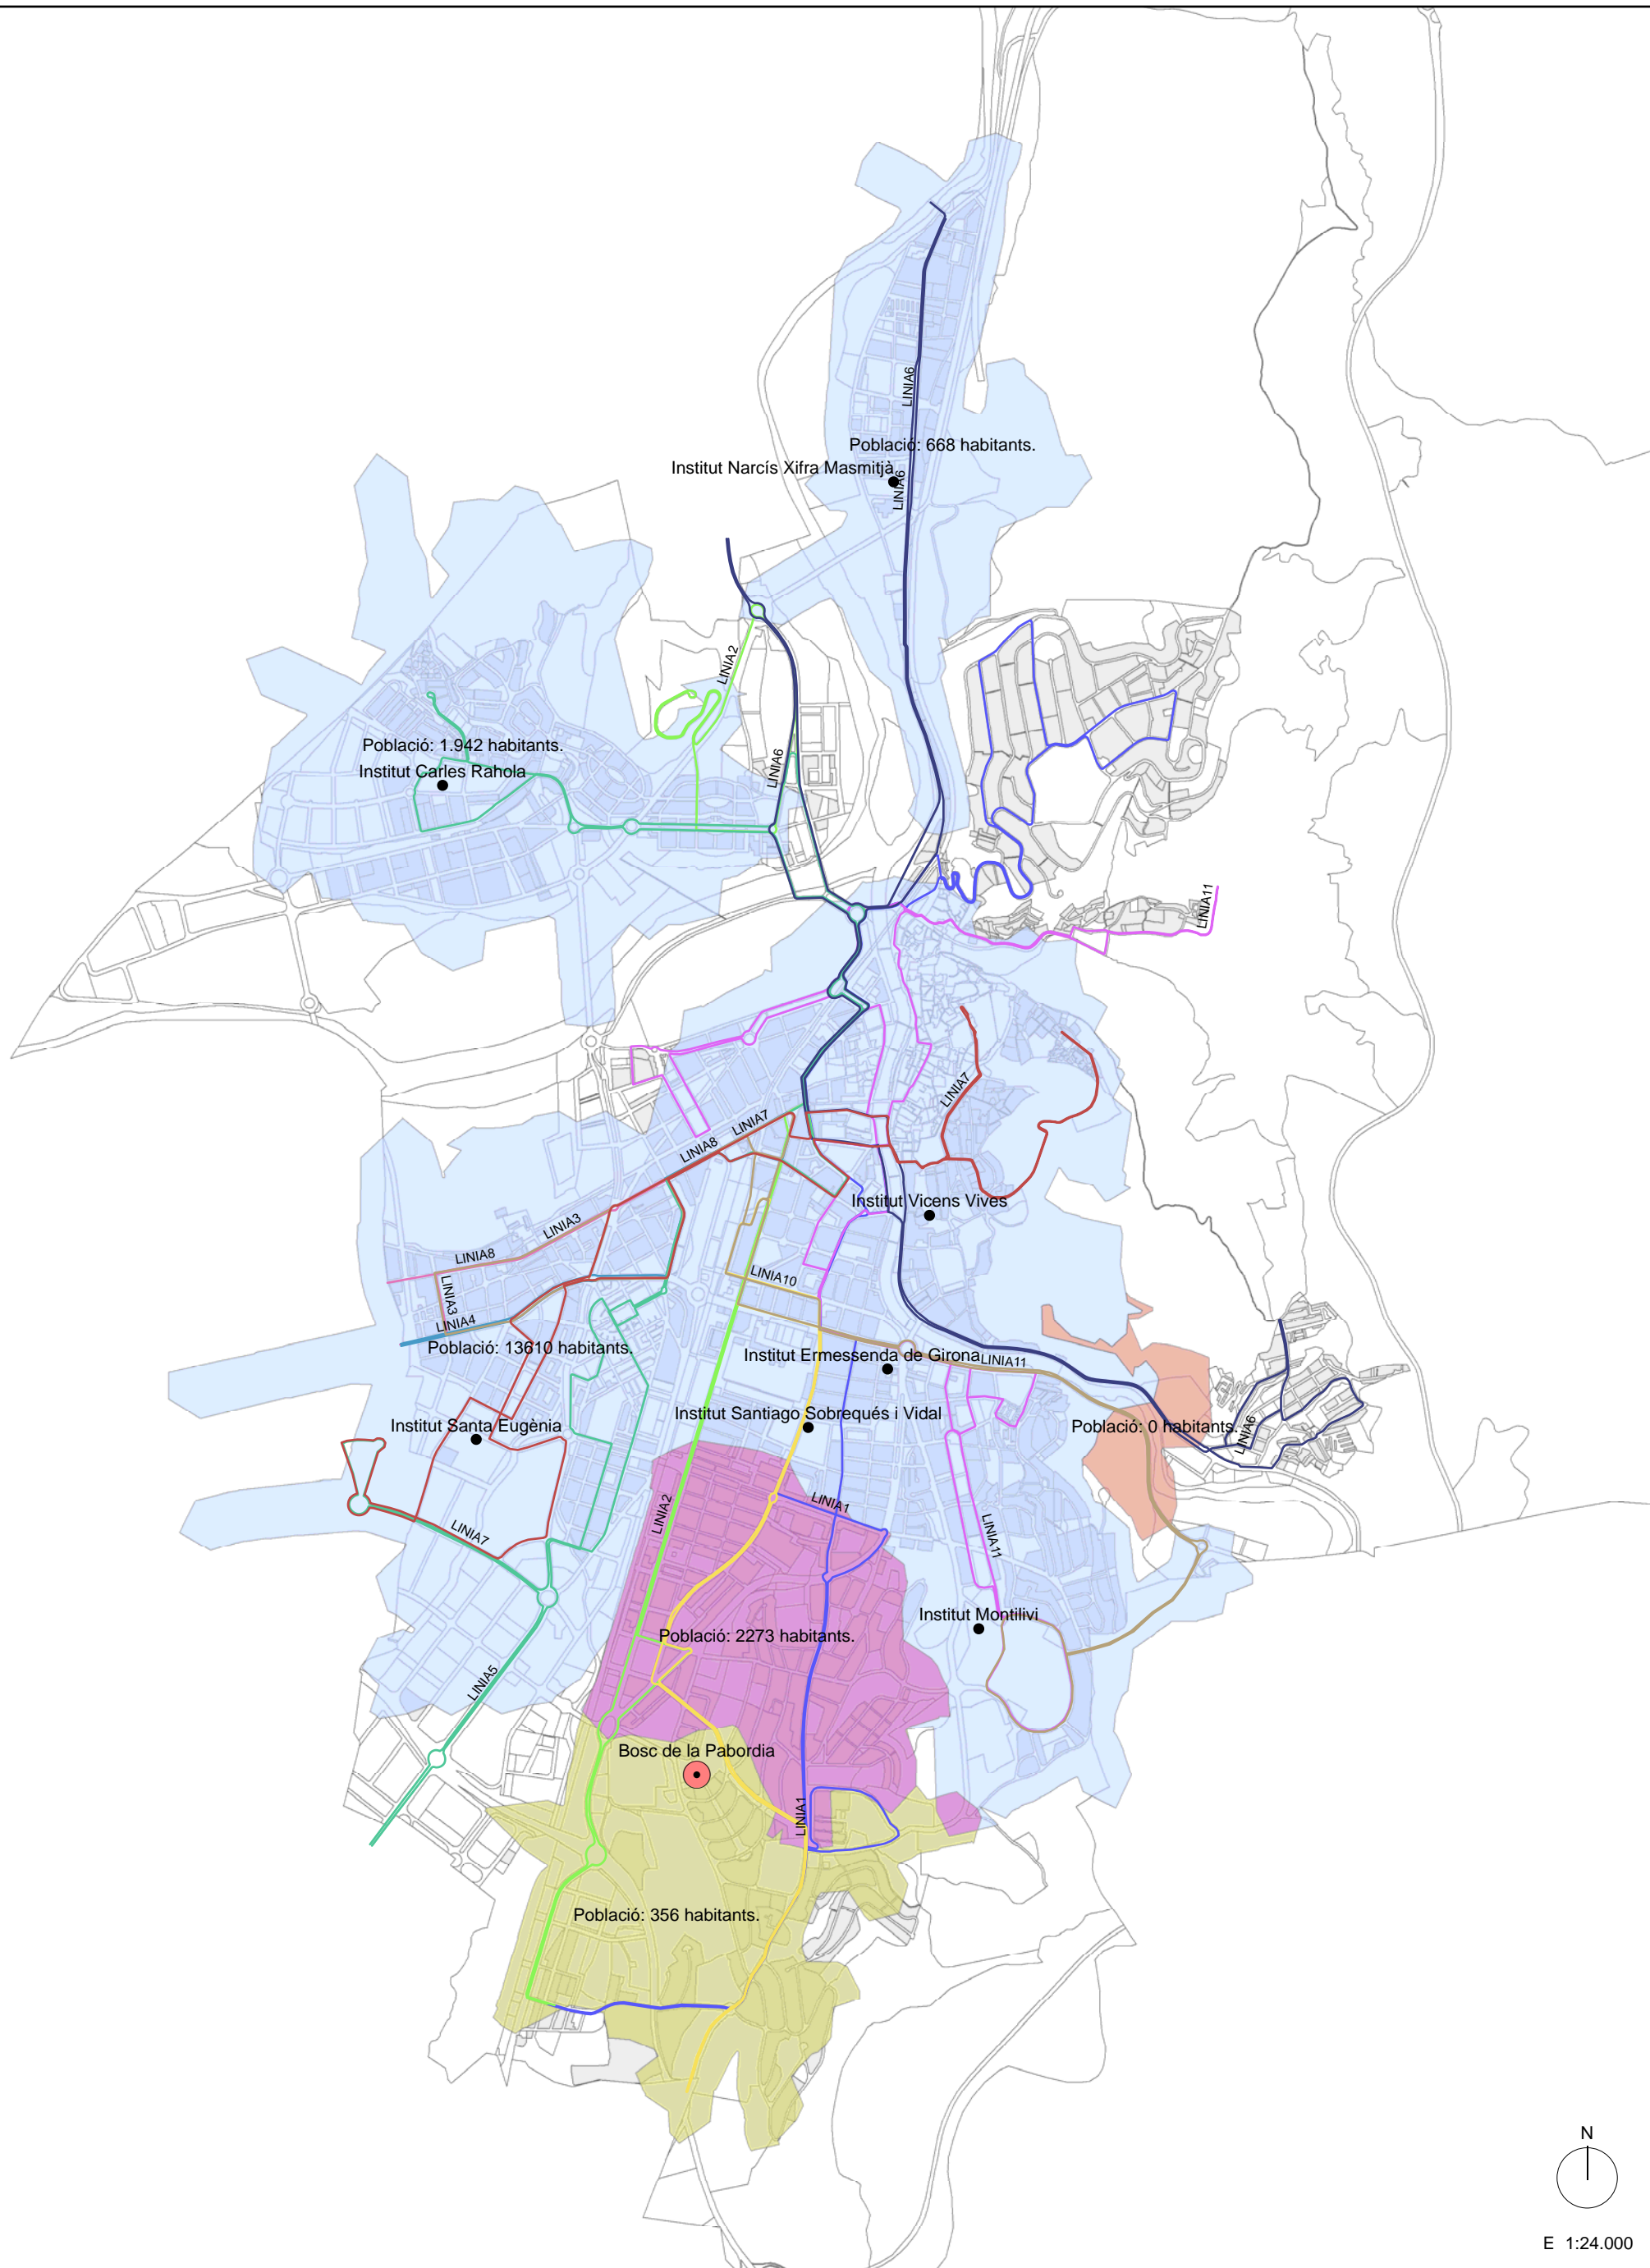 LINIA6
Població: 668 habitants.
Institut Narcís Xifra Masmitjà
LINIA6
LINIA2
Població: 1.942 habitants.
LINIA6
Institut Carles Rahola
LINIA11
LINIA7
LINIA7
LINIA8
Institut Vicens Vives
LINIA3
LINIA8
LINIA10
LINIA3
LINIA4
Població: 13610 habitants.
Institut Ermessenda de Girona
LINIA11
Institut Santiago Sobrequés i Vidal
Institut Santa Eugènia
Població: 0 habitants.
LINIA6
LINIA2
LINIA1
LINIA7
LINIA11
Institut Montilivi
Població: 2273 habitants.
LINIA5
Bosc de la Pabordia
LINIA1
Població: 356 habitants.
N
E 1:24.000